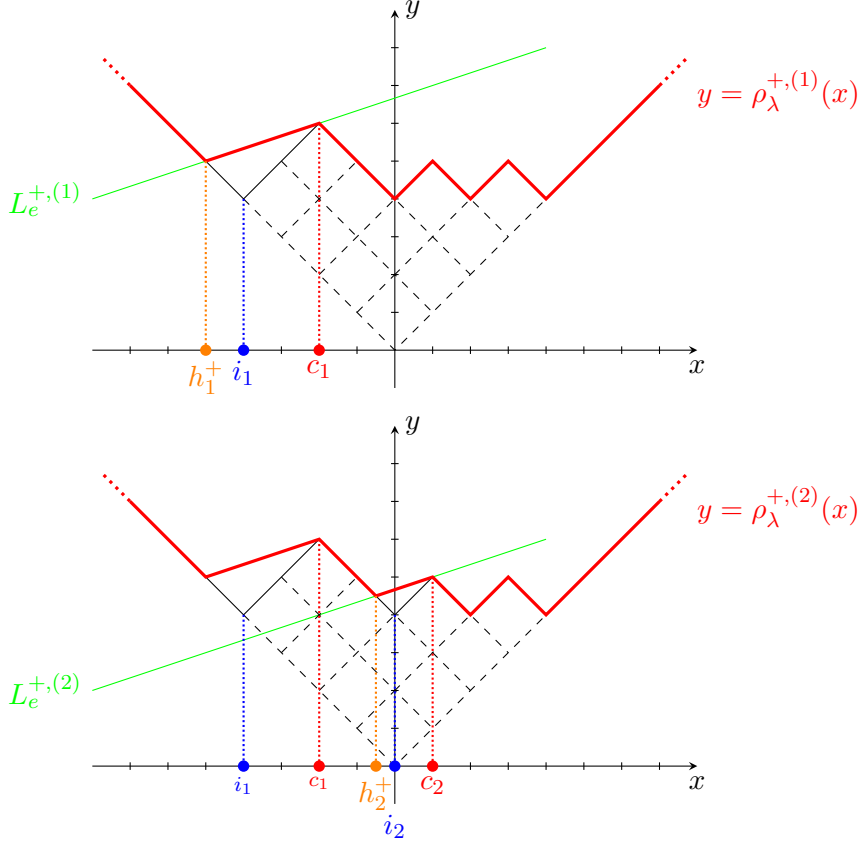 y
y = ρ_λ^{+,(1)}(x)
L_e^{+,(1)}
h_1^+ i_1 c_1 x
y
y = ρ_λ^{+,(2)}(x)
L_e^{+,(2)}
i_1 c_1 h_2^+ c_2 x
i_2